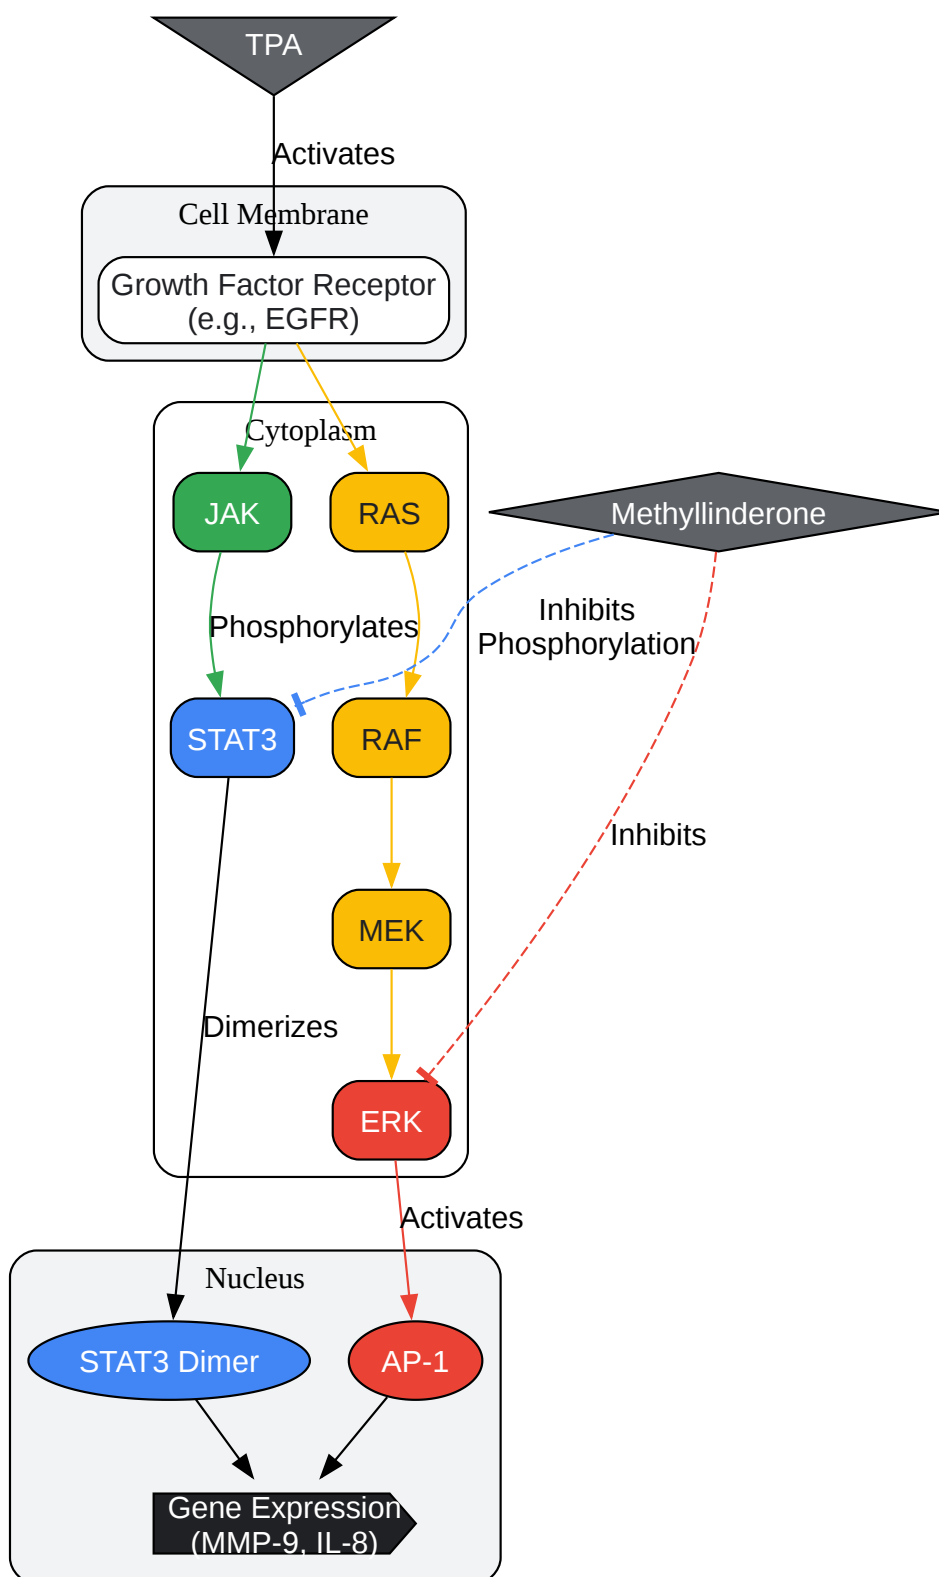 TPA
Activates
Cell Membrane
Growth Factor Receptor
(e.g., EGFR)
Cytoplasm
JAK
RAS
Methyllinderone
Phosphorylates
Inhibits
Phosphorylation
STAT3
RAF
Inhibits
MEK
Dimerizes
ERK
Activates
Nucleus
STAT3 Dimer
AP-1
Gene Expression
(MMP-9, IL-8)